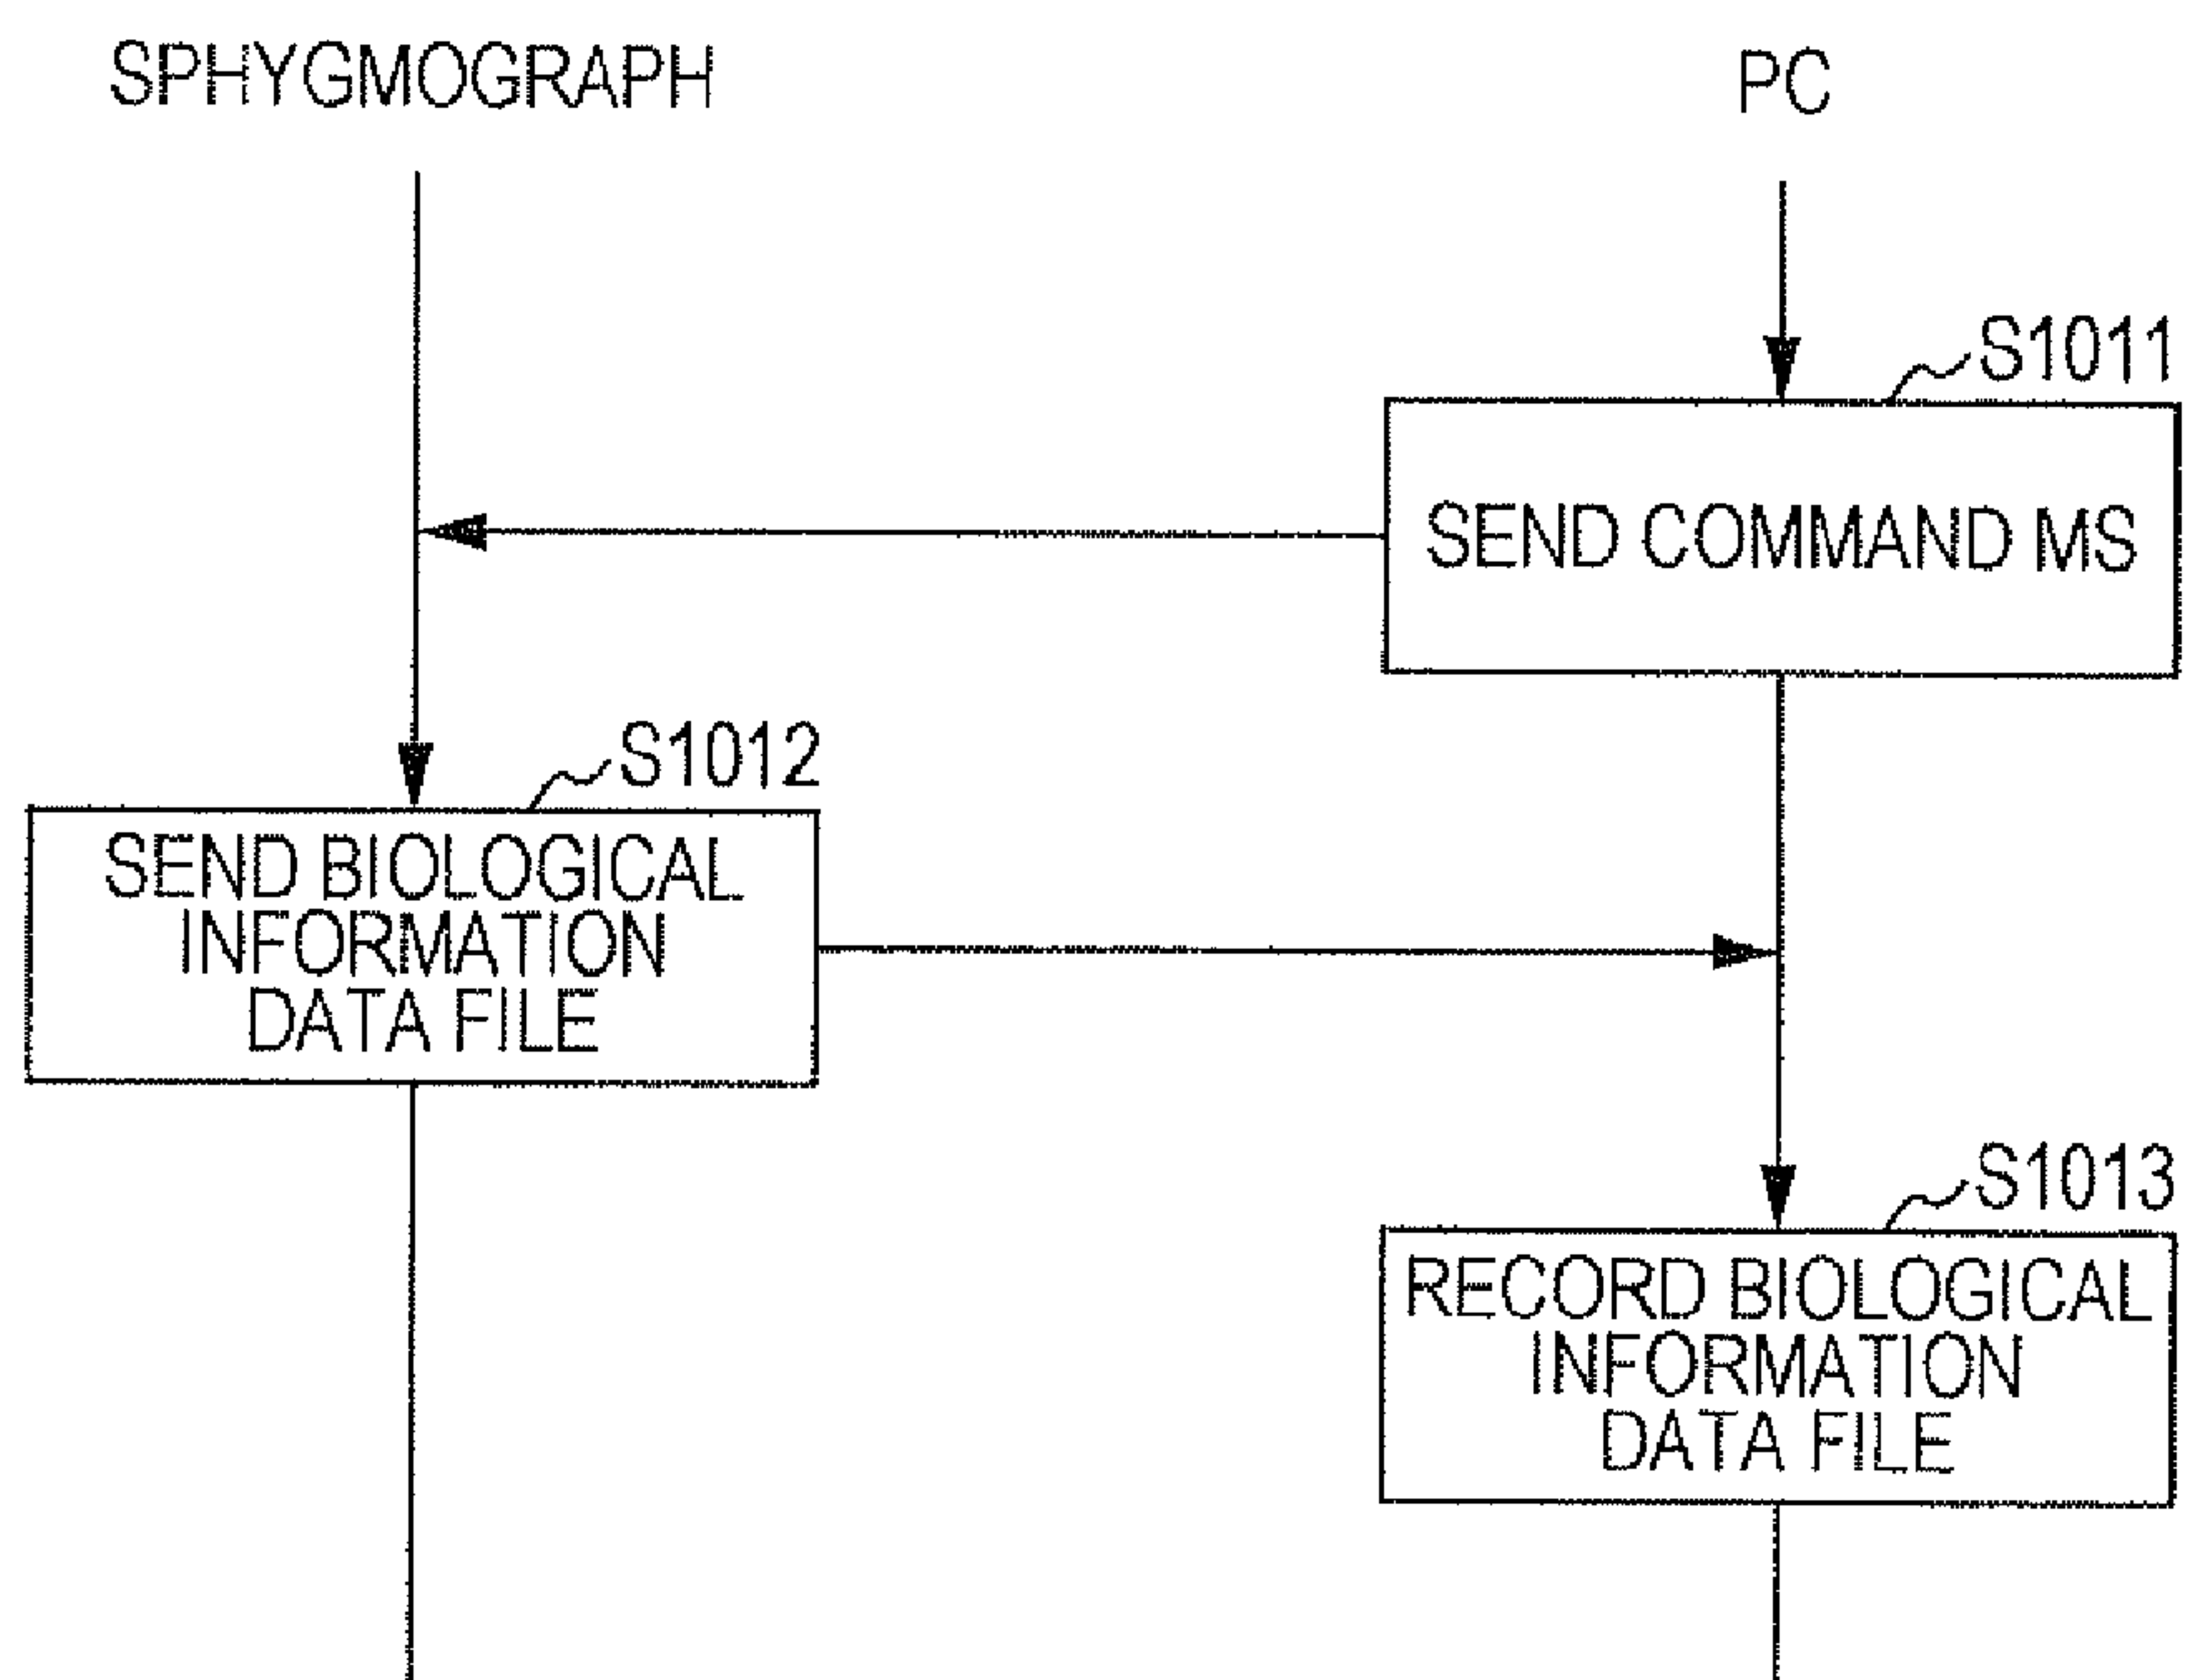 SPHYGMOGRAPH
PC
S1011
SEND COMMAND MS
S1012
SEND BIOLOGICAL
INFORMATION
DATA FILE
S1013
RECORD BIOLOGICAL
INFORMATION
DATA FILE